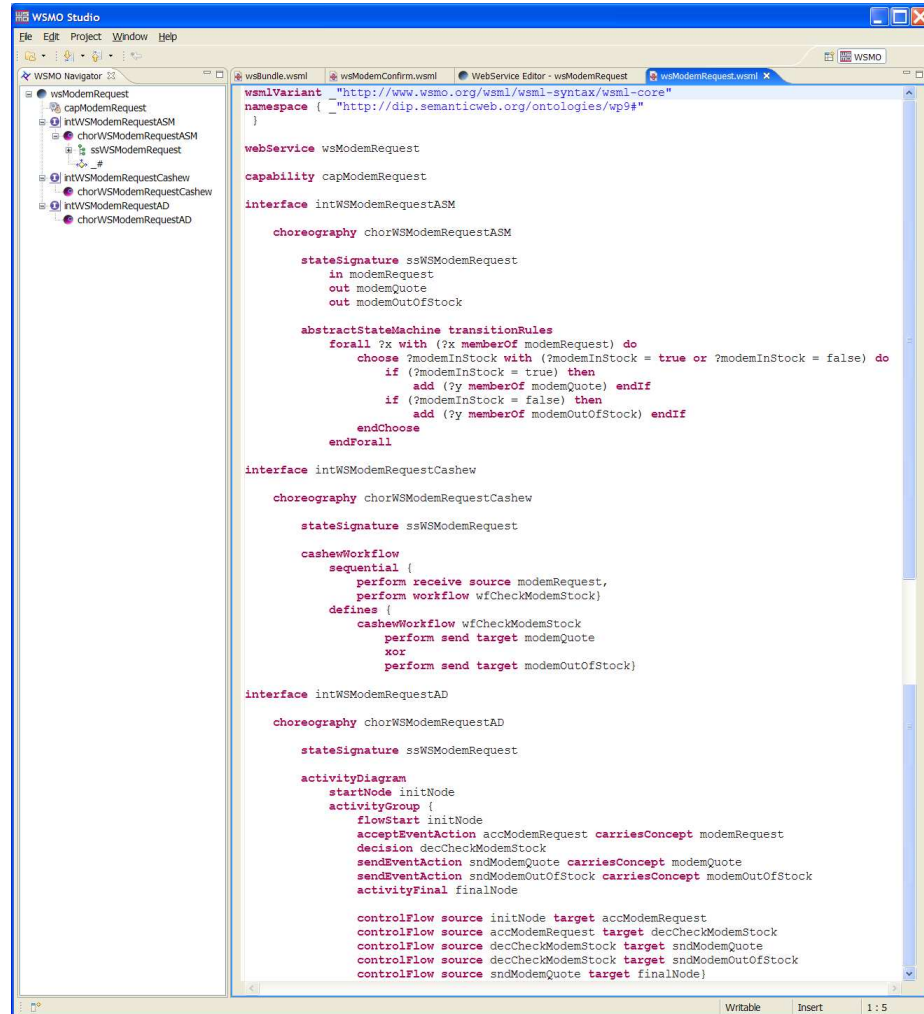 WSMO Studio
File Edit Project Window Help
WSMO
WSMO Navigator
wsBundle.wsml wsModemConfirm.wsml WebService Editor - wsModemRequest wsModemRequest.wsml
wsModemRequest
capModemRequest
intWSModemRequestASM
chorWSModemRequestASM
ssWSModemRequest
_#
intWSModemRequestCashew
chorWSModemRequestCashew
intWSModemRequestAD
chorWSModemRequestAD
wsmlVariant _"http://www.wsmo.org/wsml/wsml-syntax/wsml-core"
namespace { _"http://dip.semanticweb.org/ontologies/wp9#"
}
webService wsModemRequest
capability capModemRequest
interface intWSModemRequestASM
choreography chorWSModemRequestASM
stateSignature ssWSModemRequest
in modemRequest
out modemQuote
out modemOutOfStock
abstractStateMachine transitionRules
forall ?x with (?x memberOf modemRequest) do
choose ?modemInStock with (?modemInStock = true or ?modemInStock = false) do
if (?modemInStock = true) then
add (?y memberOf modemQuote) endIf
if (?modemInStock = false) then
add (?y memberOf modemOutOfStock) endIf
endChoose
endForall
interface intWSModemRequestCashew
choreography chorWSModemRequestCashew
stateSignature ssWSModemRequest
cashewWorkflow
sequential {
perform receive source modemRequest,
perform workflow wfCheckModemStock}
defines {
cashewWorkflow wfCheckModemStock
perform send target modemQuote
xor
perform send target modemOutOfStock}
interface intWSModemRequestAD
choreography chorWSModemRequestAD
stateSignature ssWSModemRequest
activityDiagram
startNode initNode
activityGroup {
flowStart initNode
acceptEventAction accModemRequest carriesConcept modemRequest
decision decCheckModemStock
sendEventAction sndModemQuote carriesConcept modemQuote
sendEventAction sndModemOutOfStock carriesConcept modemOutOfStock
activityFinal finalNode
controlFlow source initNode target accModemRequest
controlFlow source accModemRequest target decCheckModemStock
controlFlow source decCheckModemStock target sndModemQuote
controlFlow source decCheckModemStock target sndModemOutOfStock
controlFlow source sndModemQuote target finalNode}
Writable Insert 1 : 5